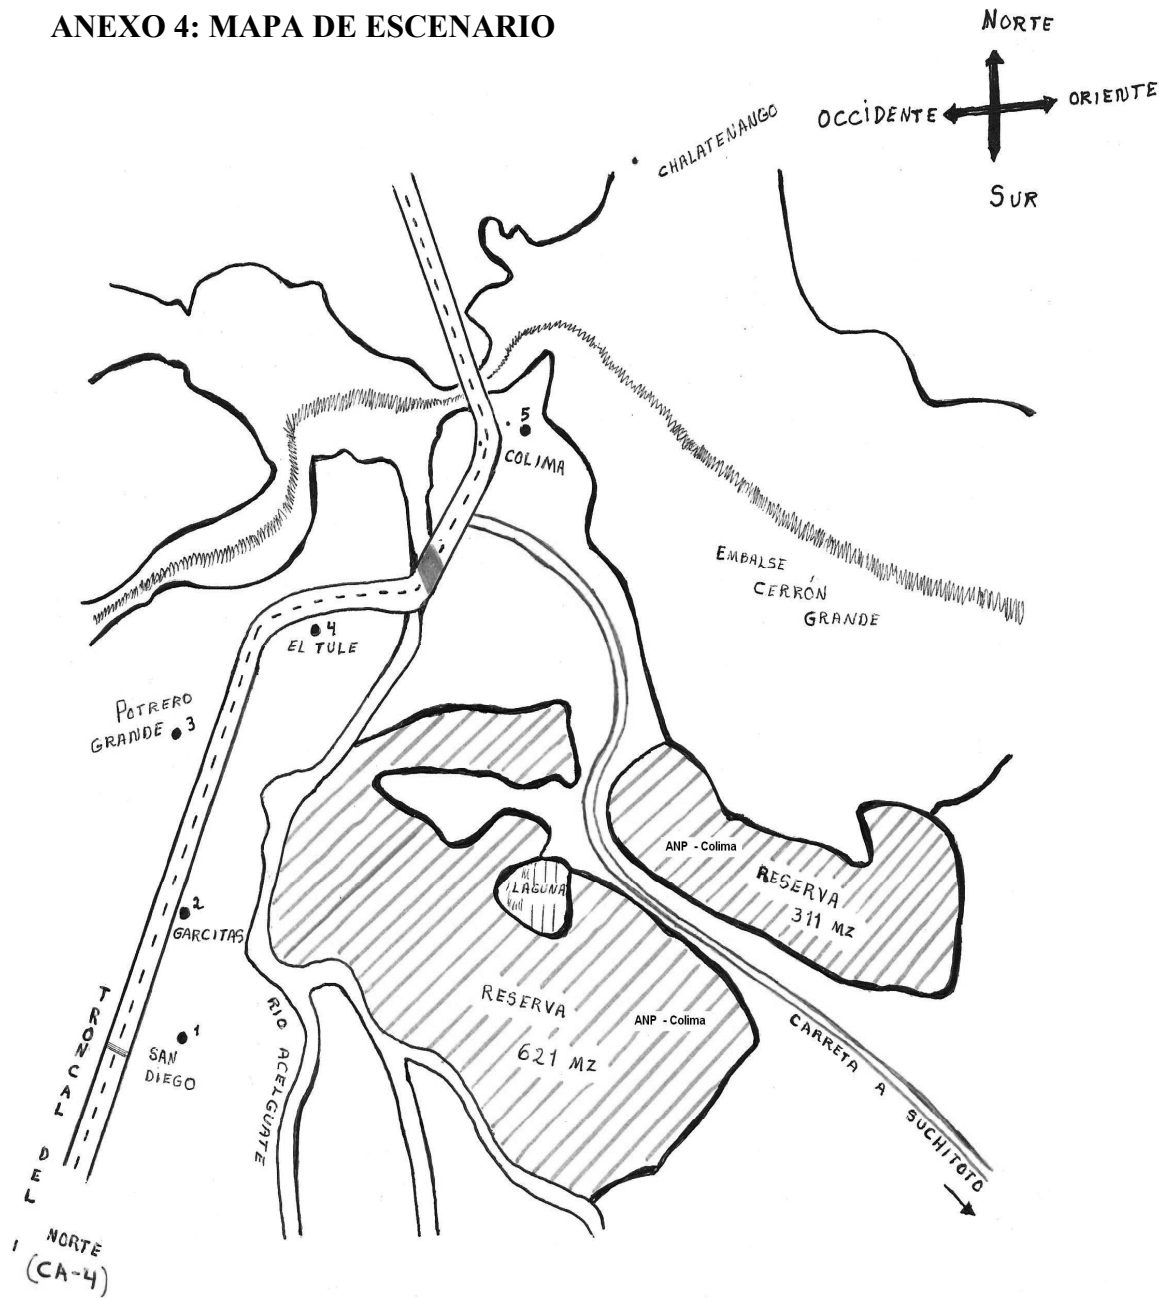 ANEXO 4: MAPA DE ESCENARIO
NORTE
OCCIDENTE
ORIENTE
SUR
CHALATENANGO
5
COLIMA
EMBALSE
CERRÓN
GRANDE
4
EL TULE
POTRERO
GRANDE
3
ANP - Colima
RESERVA
311 MZ
LAGUNA
2
GARCITAS
RESERVA
ANP - Colima
621 MZ
1
SAN
DIEGO
RIO ACELGUATE
CARRETA A SUCHITOTO
TRONCAL DEL
NORTE
(CA-4)